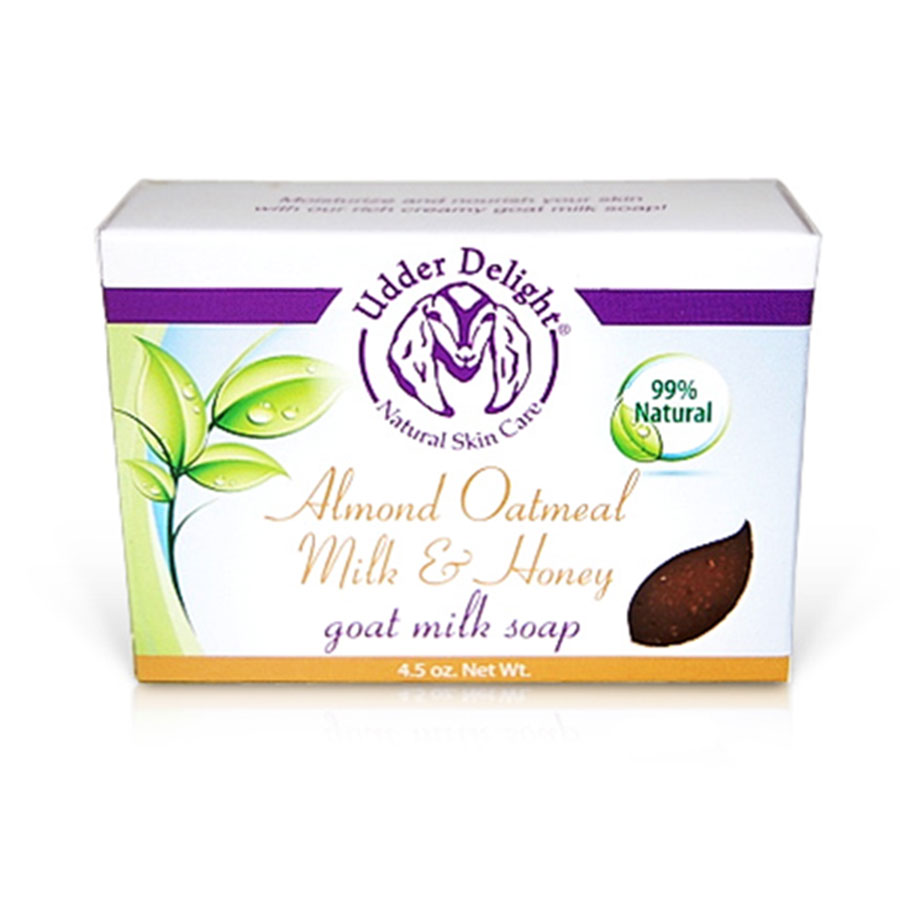 Moisturize and nourish your skin
with our rich creamy goat milk soap!
Udder Delight®
Natural Skin Care
99%
Natural
Almond Oatmeal
Milk & Honey
goat milk soap
4.5 oz. Net Wt.